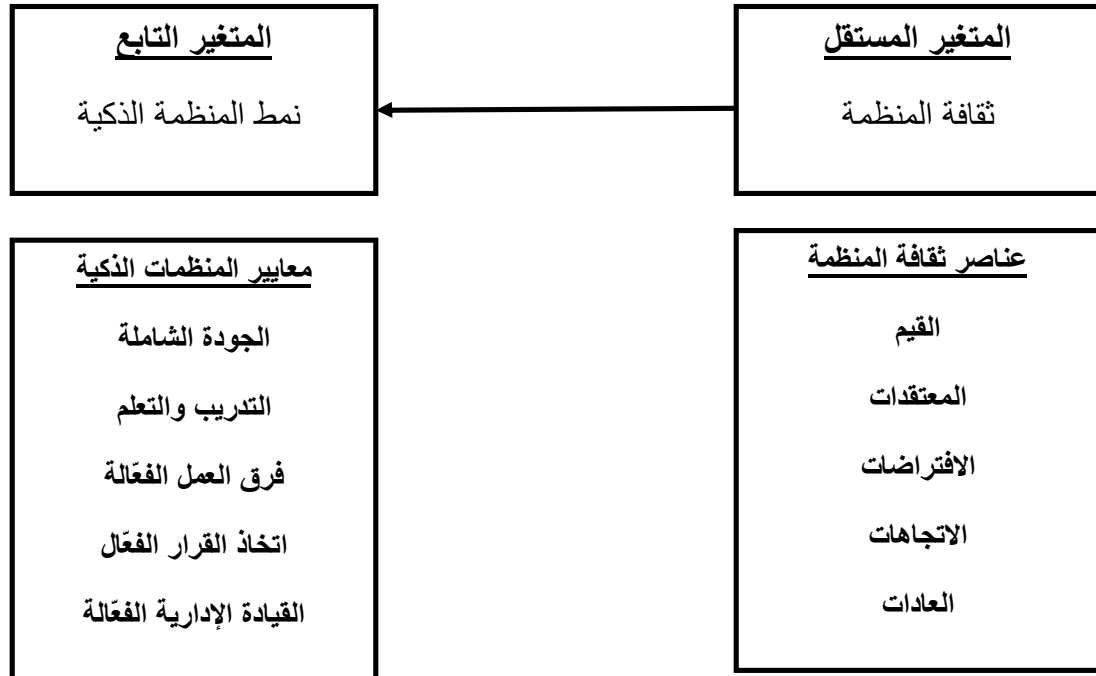 المتغير المستقل
ثقافة المنظمة
المتغير التابع
نمط المنظمة الذكية
عناصر ثقافة المنظمة
القيم
المعتقدات
الافتراضات
الاتجاهات
العادات
معايير المنظمات الذكية
الجودة الشاملة
التدريب والتعلم
فرق العمل الفعّالة
اتخاذ القرار الفعّال
القيادة الإدارية الفعّالة